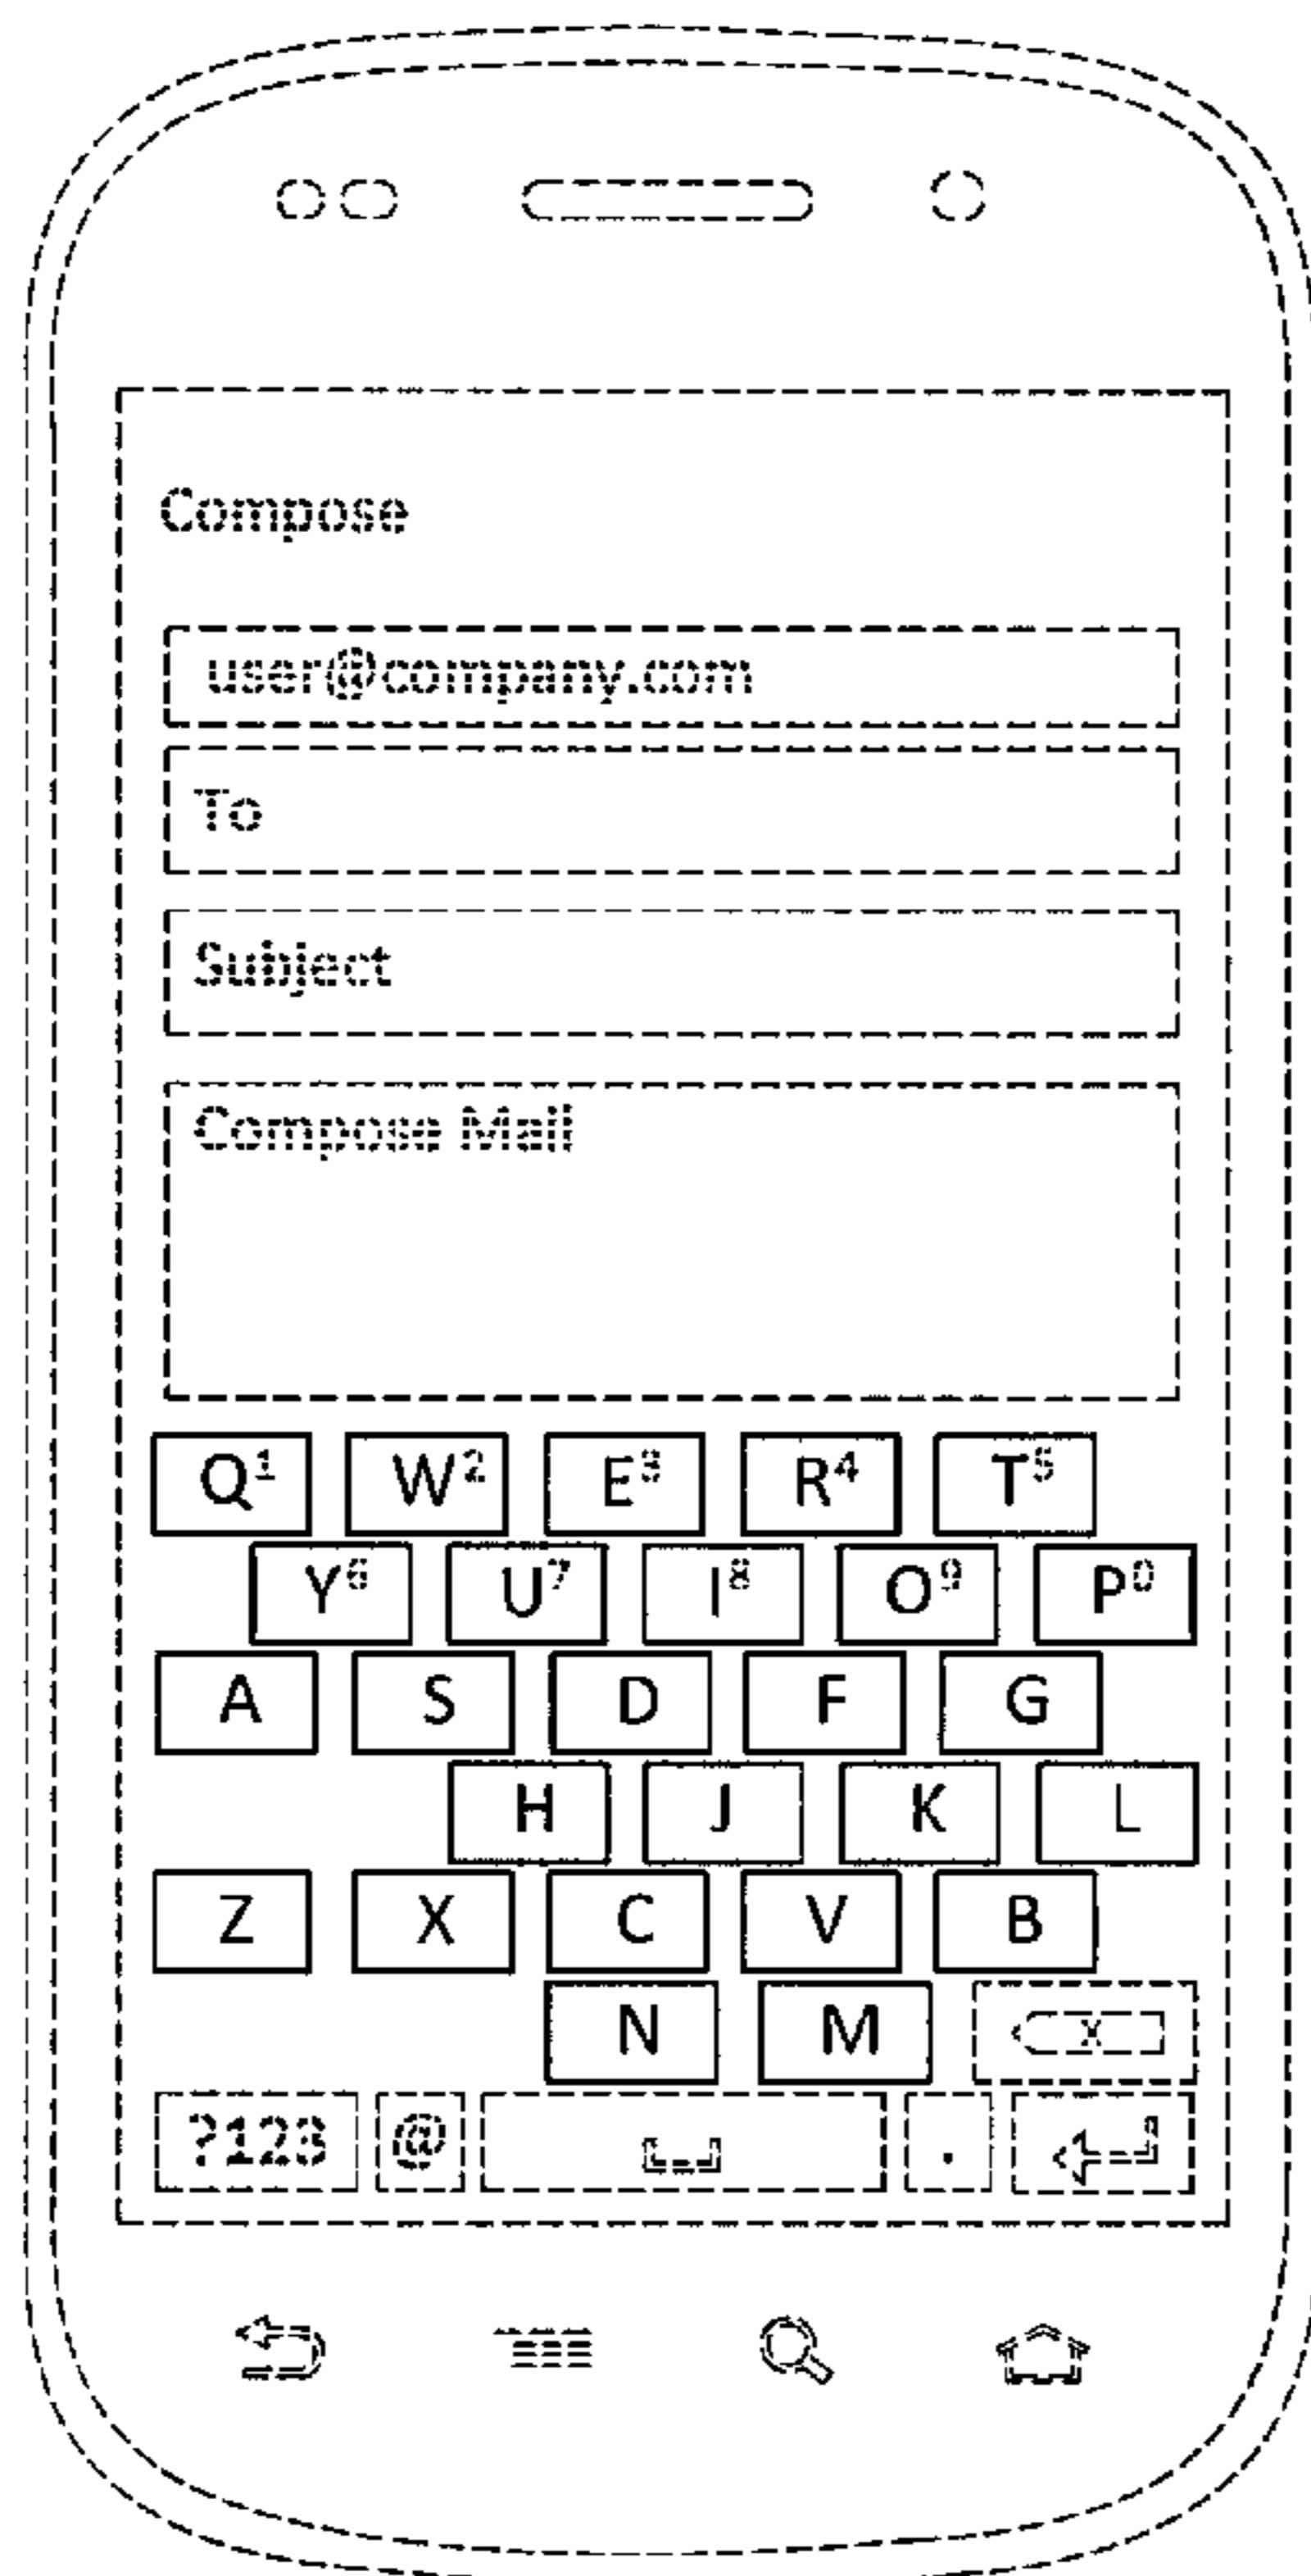 Compose
user@company.com
To
Subject
Compose Mail
Q1 W2 E3 R4 T5
Y6 U7 I8 O9 P0
A S D F G
H J K L
Z X C V B
N M X
?123 @ .